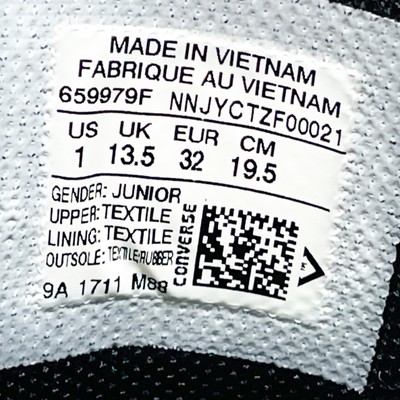 MADE IN VIETNAM
FABRIQUE AU VIETNAM
659979F NNJYCTZF00021
US UK EUR CM
1 13.5 32 19.5
GENDER: JUNIOR
UPPER: TEXTILE
LINING: TEXTILE
OUTSOLE: TEXTILE/RUBBER
CONVERSE
9A 1711 M88